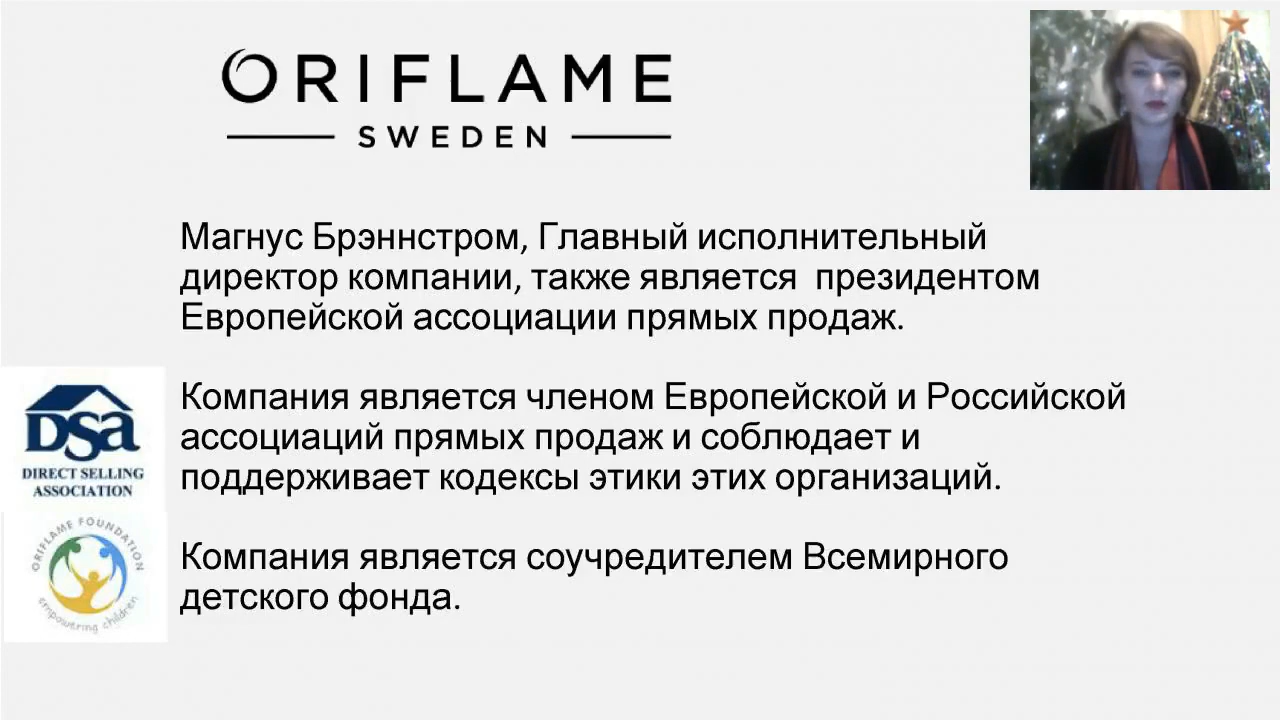 ORIFLAME
SWEDEN
Магнус Брэннстром, Главный исполнительный
директор компании, также является президентом
Европейской ассоциации прямых продаж.
Компания является членом Европейской и Российской
ассоциаций прямых продаж и соблюдает и
поддерживает кодексы этики этих организаций.
Компания является соучредителем Всемирного
детского фонда.
DSA
DIRECT SELLING
ASSOCIATION
ORIFLAME FOUNDATION
empowering children